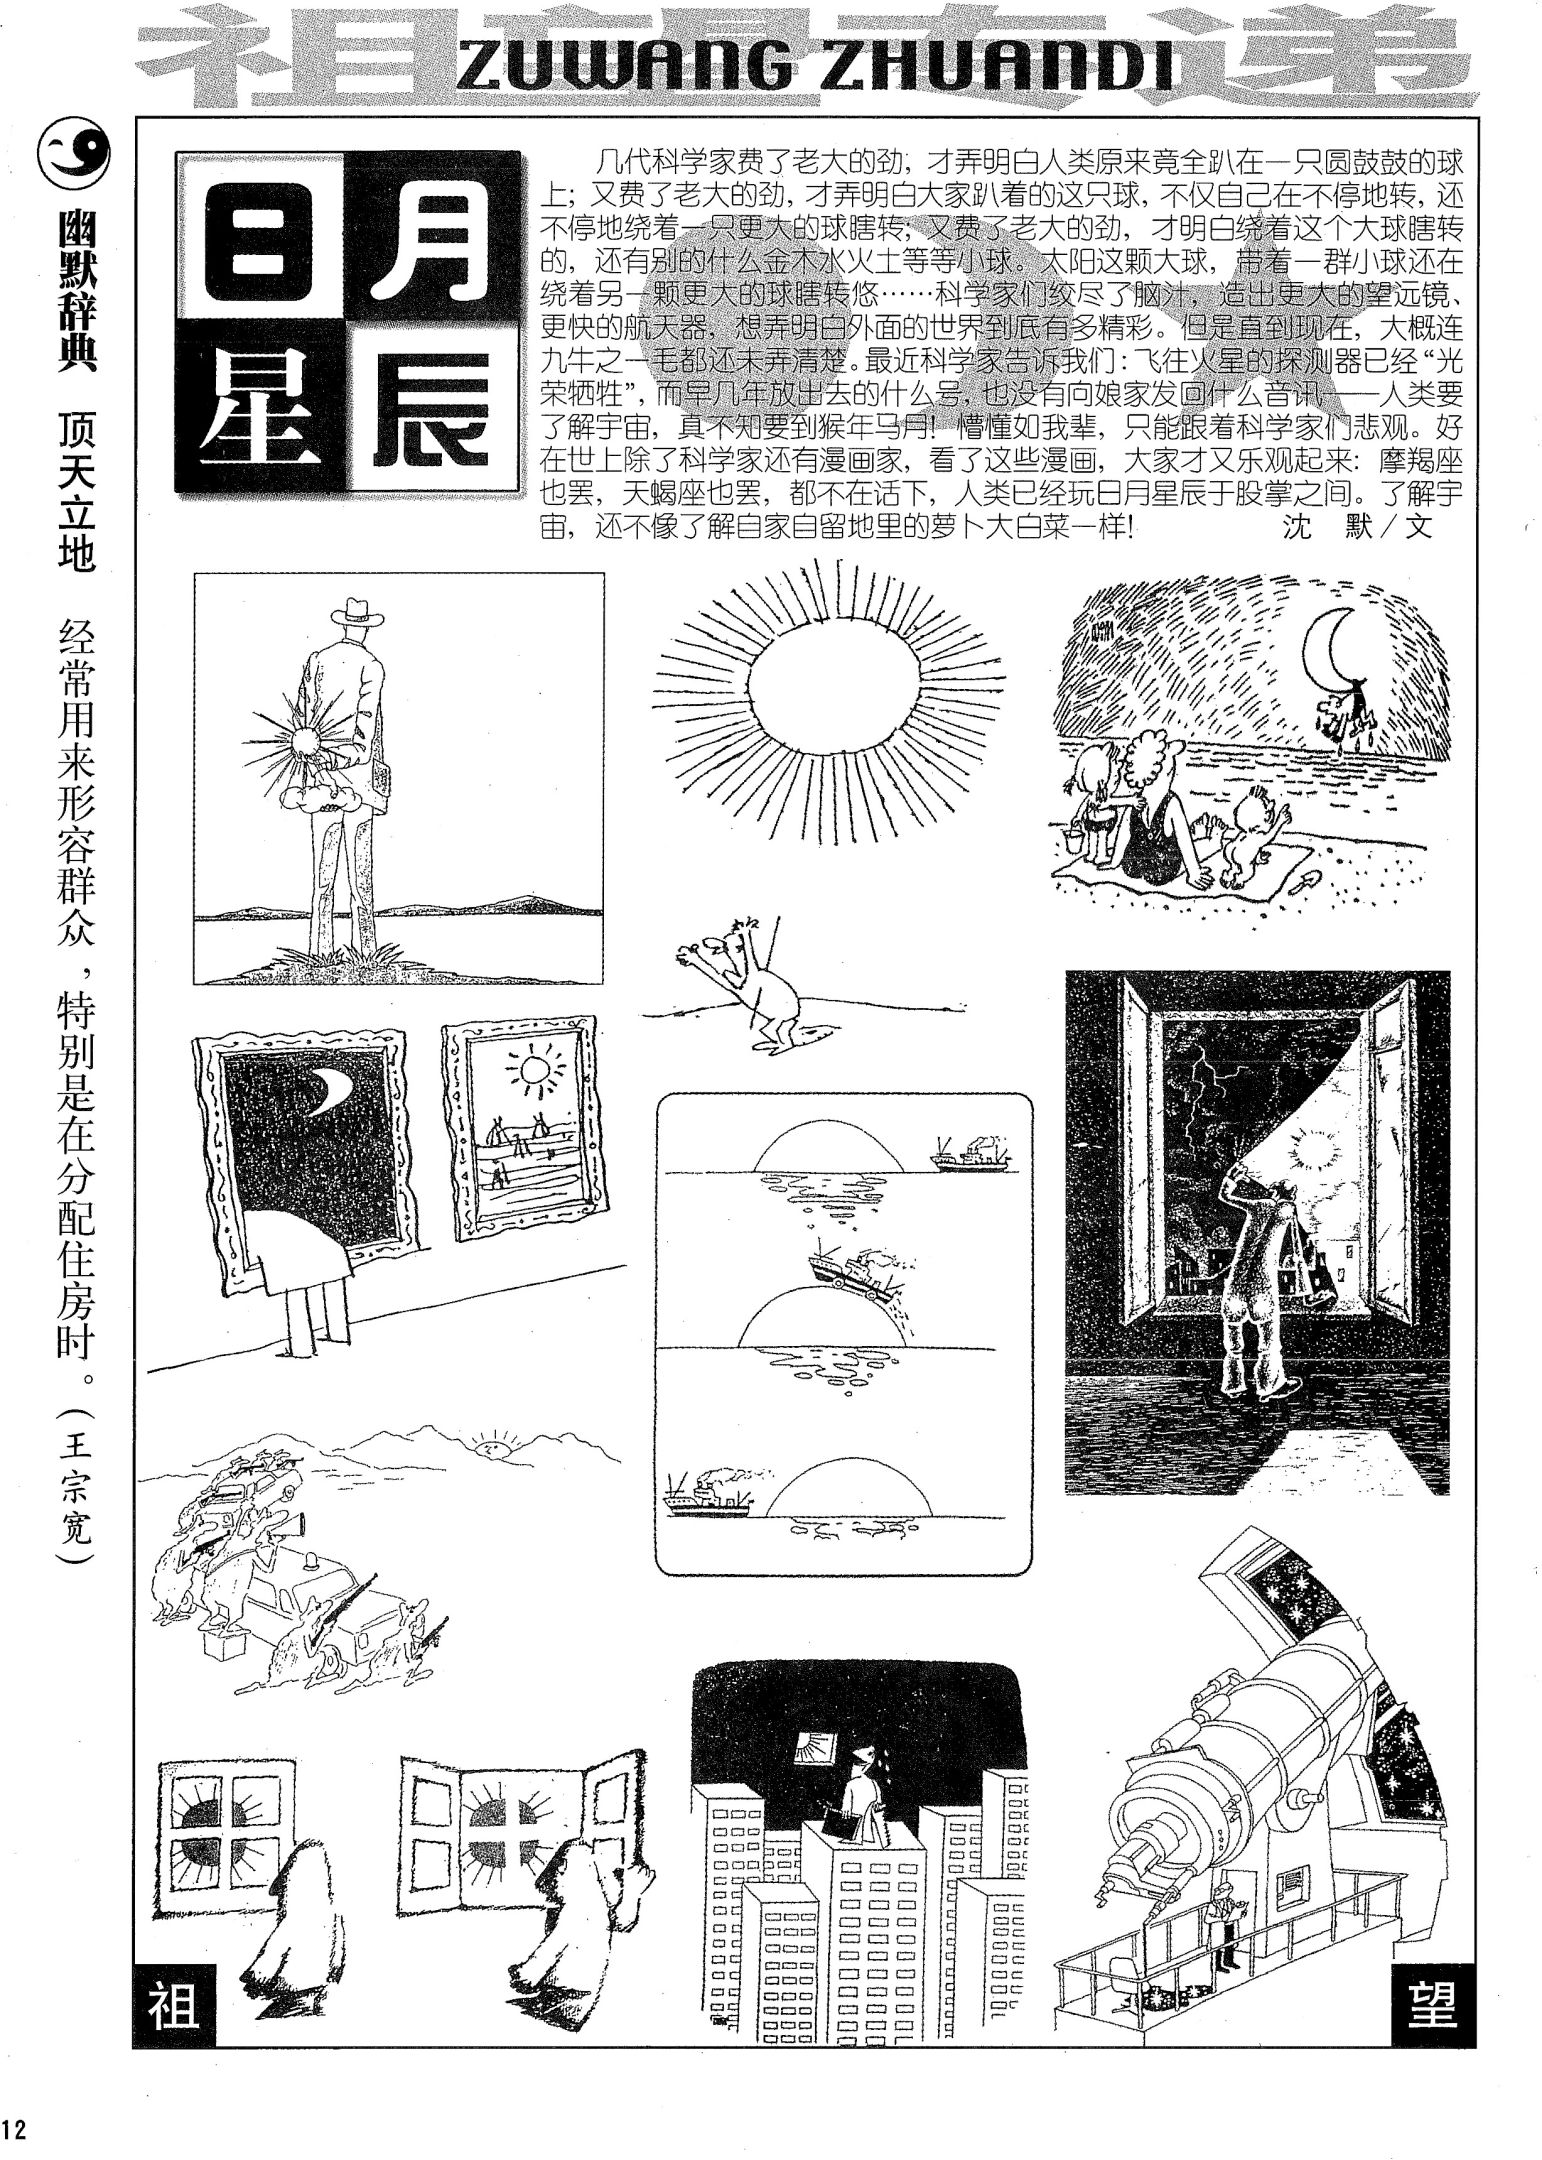 祖望专递
ZUWANG ZHUANDI
幽默辞典 顶天立地 经常用来形容群众，特别是在分配住房时。（王宗宽）
日月
星辰
几代科学家费了老大的劲；才弄明白人类原来竟全趴在一只圆鼓鼓的球
上；又费了老大的劲，才弄明白大家趴着的这只球，不仅自己在不停地转，还
不停地绕着一只更大的球瞎转；又费了老大的劲，才明白绕着这个大球瞎转
的，还有别的什么金木水火土等等小球。太阳这颗大球，带着一群小球还在
绕着另一颗更大的球瞎转悠……科学家们绞尽了脑汁，造出更大的望远镜、
更快的航天器，想弄明白外面的世界到底有多精彩。但是直到现在，大概连
九牛之一毛都还未弄清楚。最近科学家告诉我们：飞往火星的探测器已经“光
荣牺牲”，而早几年放出去的什么号，也没有向娘家发回什么音讯——人类要
了解宇宙，真不知要到猴年马月！懵懂如我辈，只能跟着科学家们悲观。好
在世上除了科学家还有漫画家，看了这些漫画，大家才又乐观起来：摩羯座
也罢，天蝎座也罢，都不在话下，人类已经玩日月星辰于股掌之间。了解宇
宙，还不像了解自家自留地里的萝卜大白菜一样！ 沈 默／文
祖
望
12